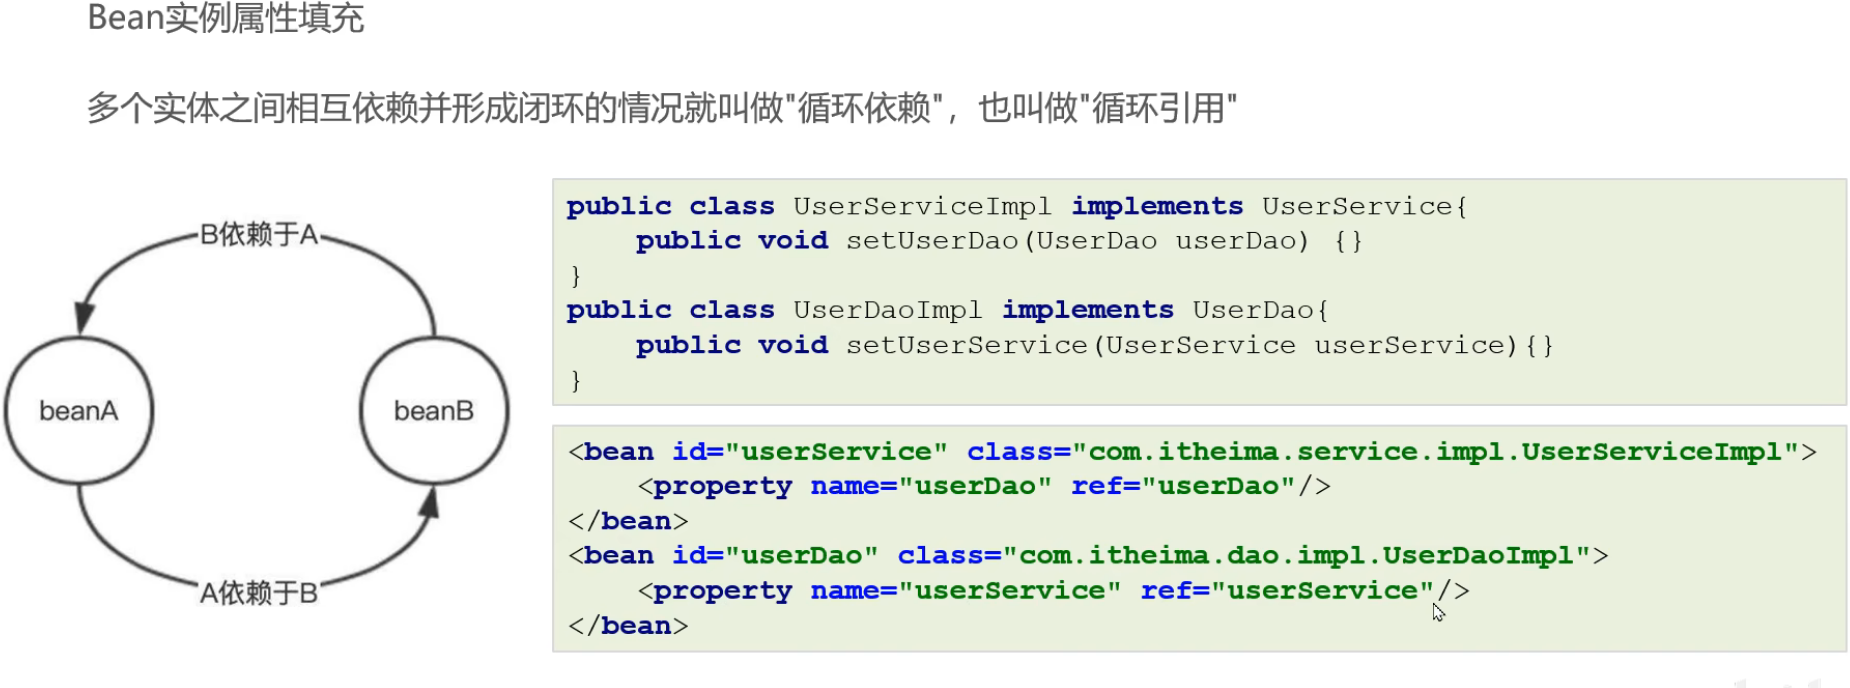 Bean实例属性填充
多个实体之间相互依赖并形成闭环的情况就叫做"循环依赖"，也叫做"循环引用"
B依赖于A
beanA
beanB
A依赖于B
public class UserServiceImpl implements UserService{
    public void setUserDao(UserDao userDao) {}
}
public class UserDaoImpl implements UserDao{
    public void setUserService(UserService userService){}
}
<bean id="userService" class="com.itheima.service.impl.UserServiceImpl">
    <property name="userDao" ref="userDao"/>
</bean>
<bean id="userDao" class="com.itheima.dao.impl.UserDaoImpl">
    <property name="userService" ref="userService"/>
</bean>